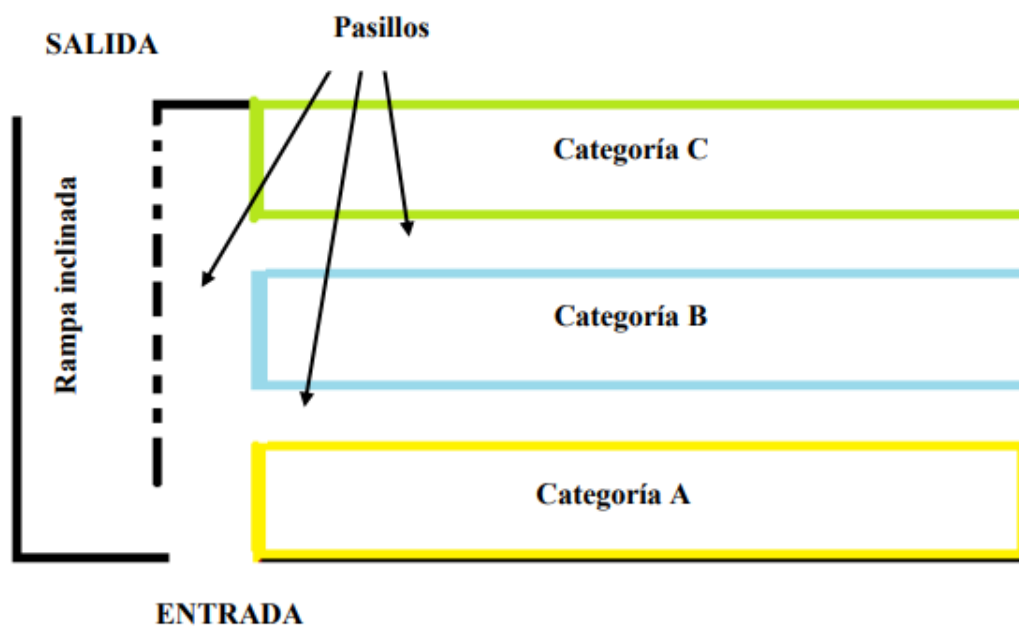 Pasillos
SALIDA
Categoría C
Rampa inclinada
Categoría B
Categoría A
ENTRADA